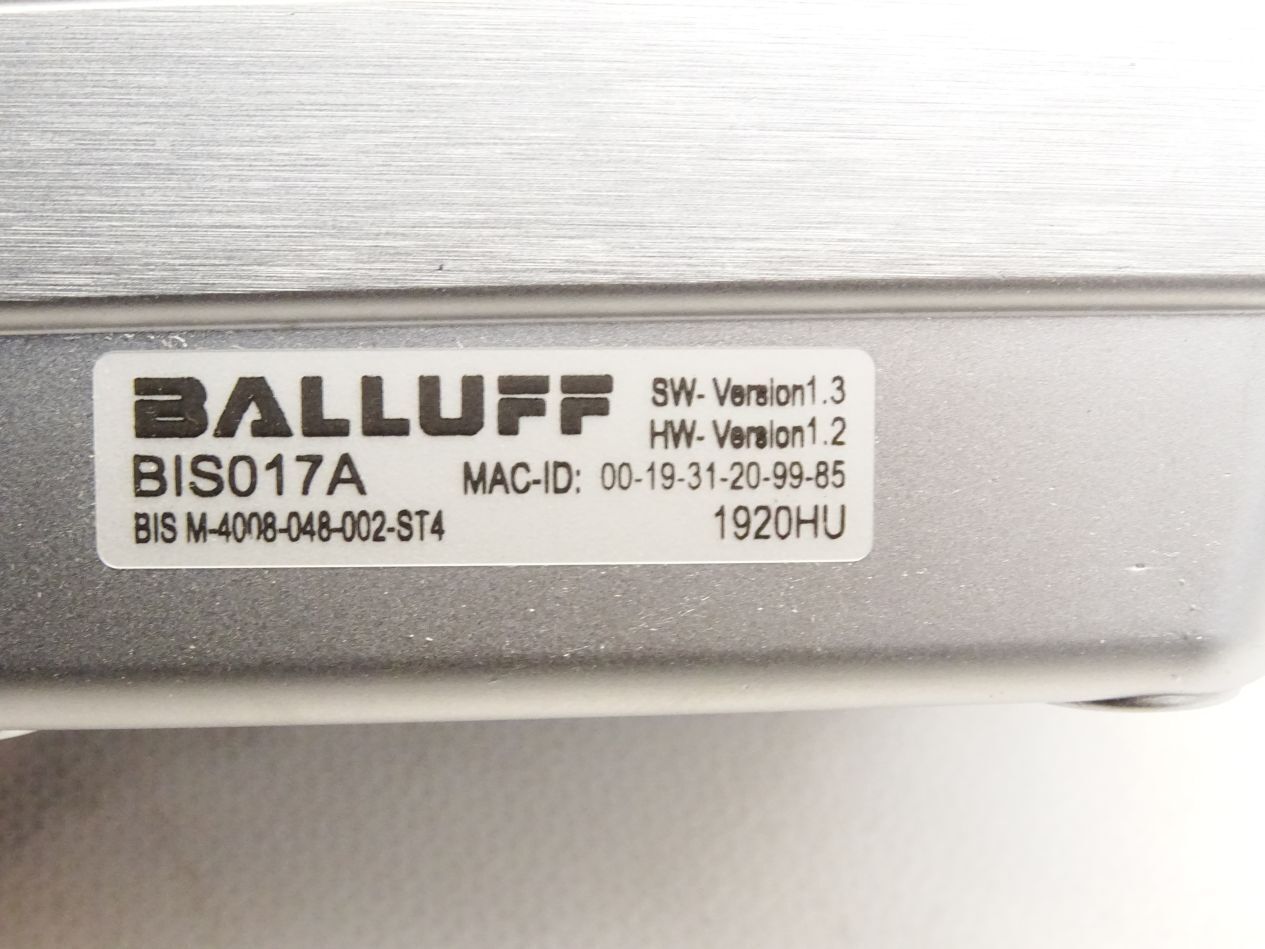 BALLUFF
SW- Version1.3
HW- Version1.2
BIS017A
MAC-ID: 00-19-31-20-99-85
BIS M-4008-048-002-ST4
1920HU